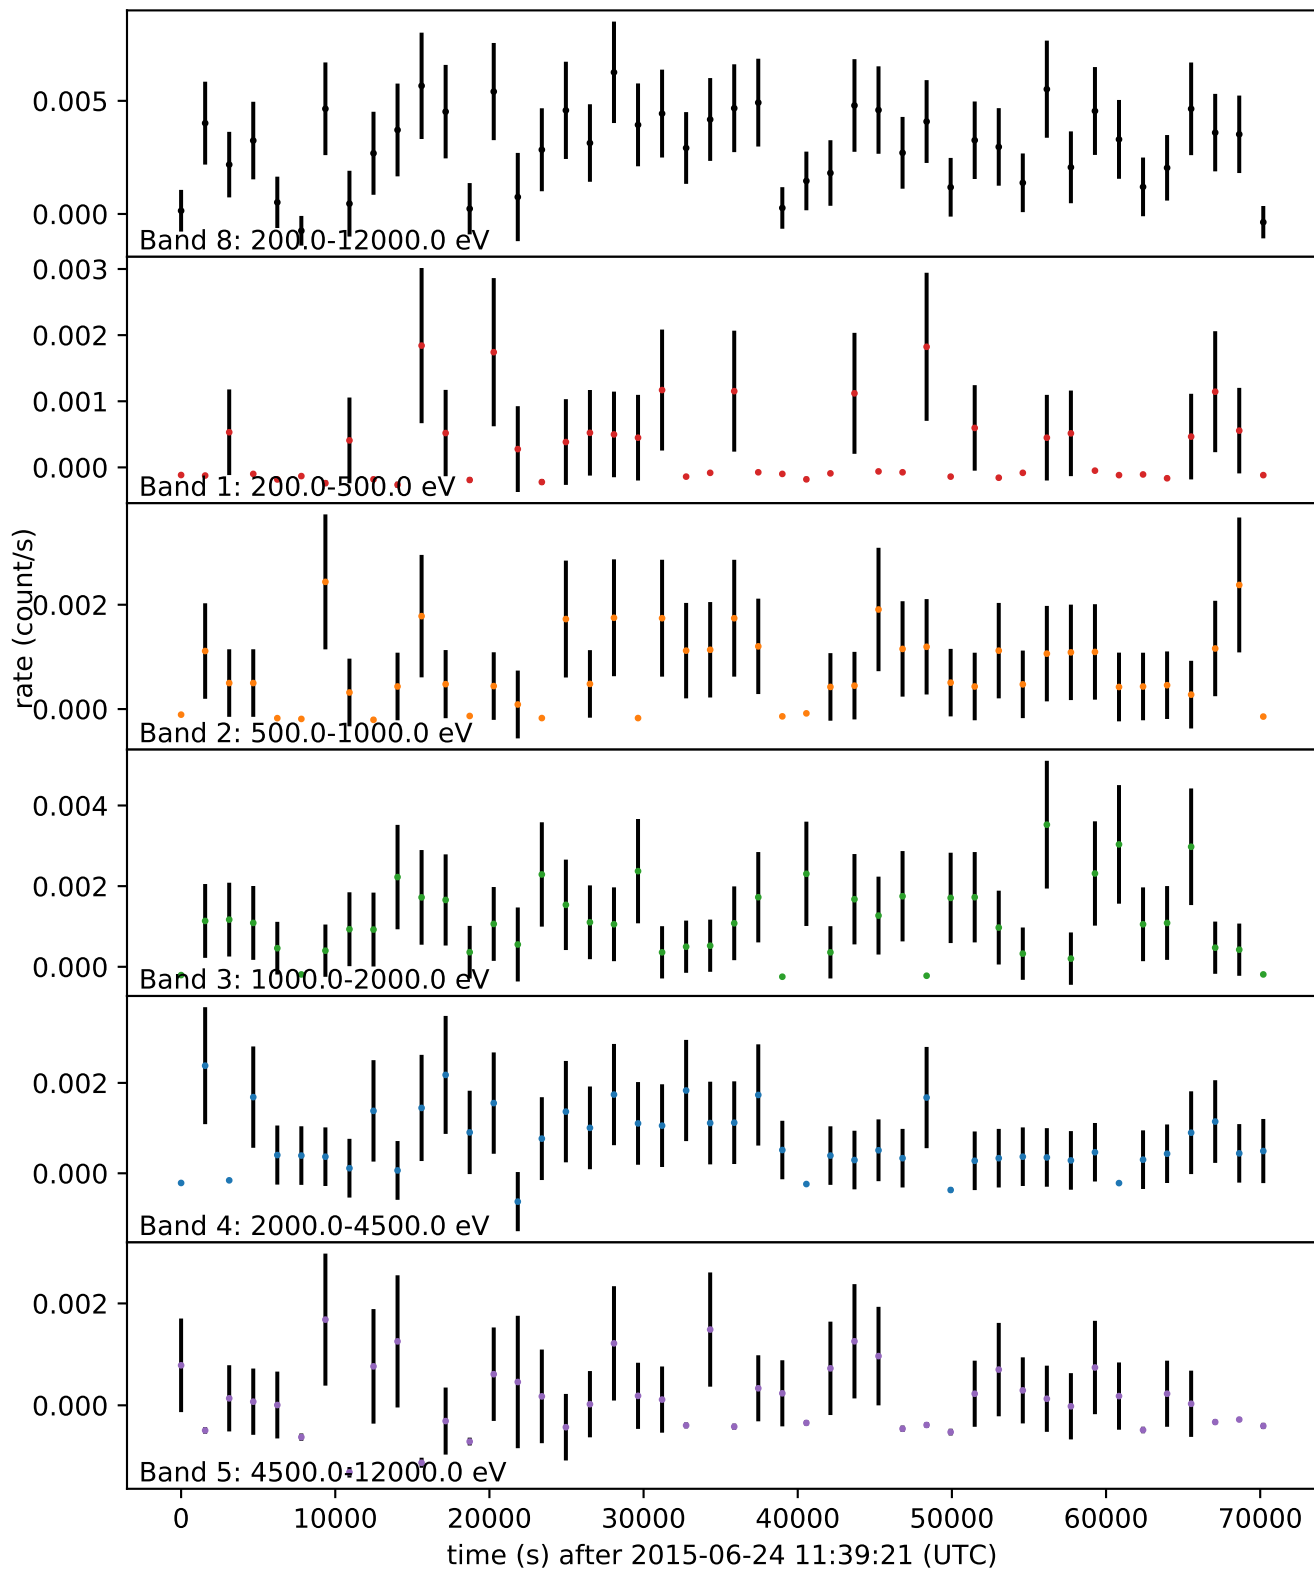 0.005
0.000
Band 8: 200.0-12000.0 eV
0.003
0.002
0.001
0.000
Band 1: 200.0-500.0 eV
rate (count/s)
0.002
0.000
Band 2: 500.0-1000.0 eV
0.004
0.002
0.000
Band 3: 1000.0-2000.0 eV
0.002
0.000
Band 4: 2000.0-4500.0 eV
0.002
0.000
Band 5: 4500.0-12000.0 eV
0 10000 20000 30000 40000 50000 60000 70000
time (s) after 2015-06-24 11:39:21 (UTC)